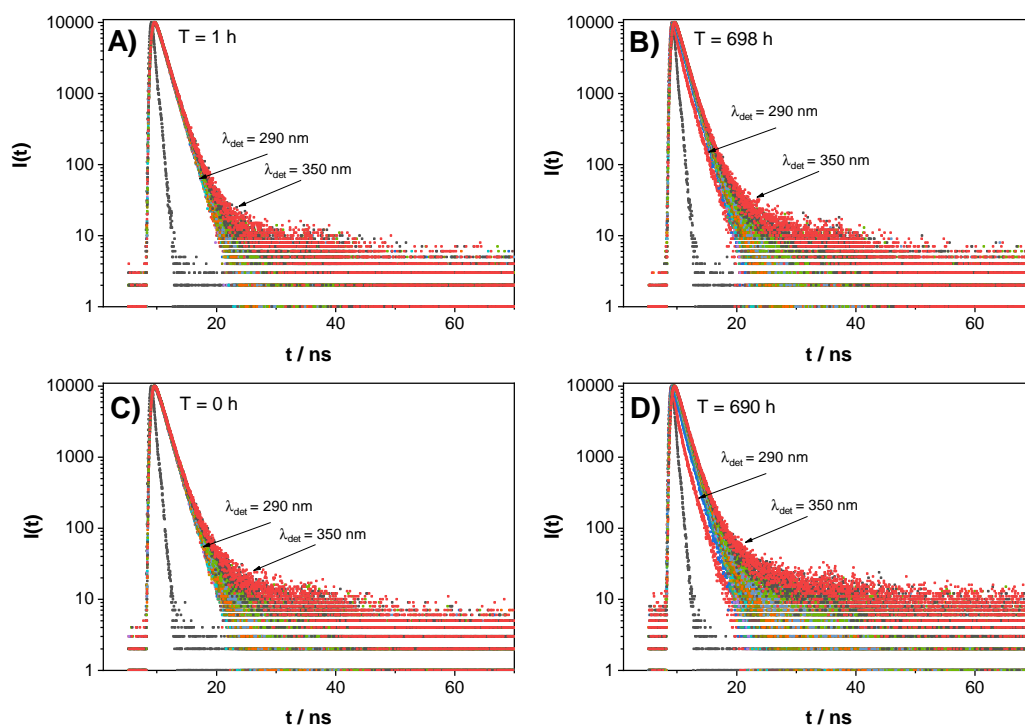 A)
T = 1 h
λdet = 290 nm
λdet = 350 nm
I(t)
10000
1000
100
10
1
20
40
60
t / ns
B)
T = 698 h
λdet = 290 nm
λdet = 350 nm
I(t)
10000
1000
100
10
1
20
40
60
t / ns
C)
T = 0 h
λdet = 290 nm
λdet = 350 nm
I(t)
10000
1000
100
10
1
20
40
60
t / ns
D)
T = 690 h
λdet = 290 nm
λdet = 350 nm
I(t)
10000
1000
100
10
1
20
40
60
t / ns